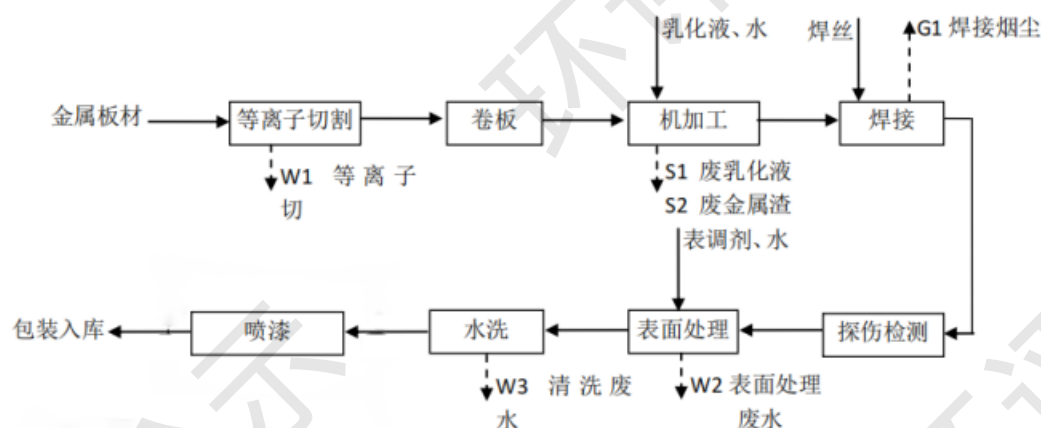 乳化液、水
焊丝
G1 焊接烟尘
金属板材
等离子切割
卷板
机加工
焊接
W1 等离子
切
S1 废乳化液
S2 废金属渣
表调剂、水
包装入库
喷漆
水洗
表面处理
探伤检测
W3 清洗废
水
W2 表面处理
废水